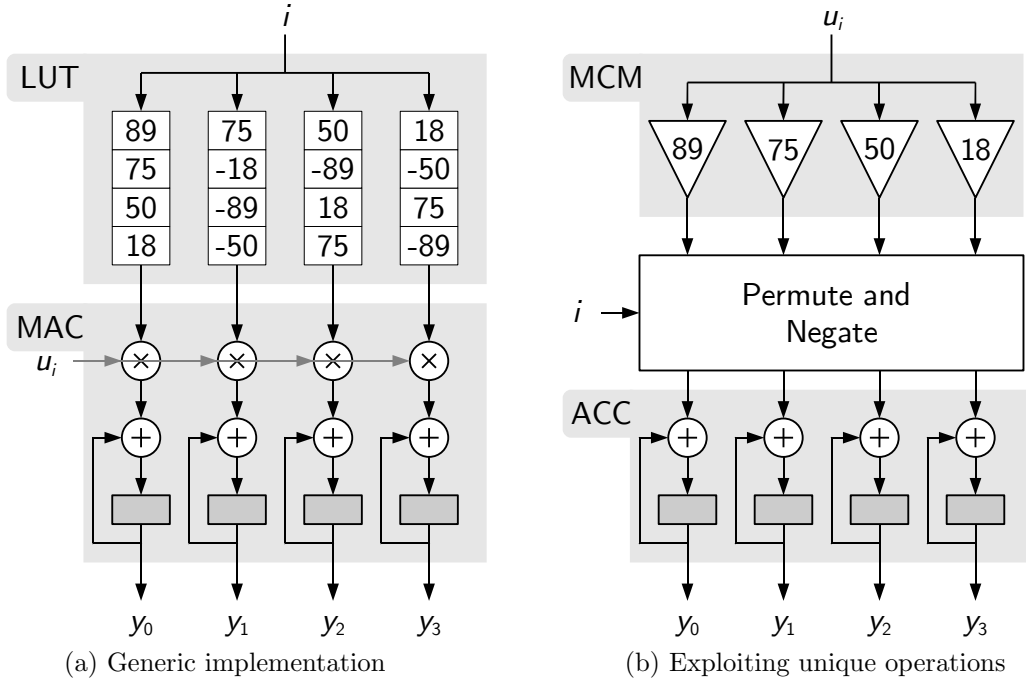 i
LUT
89 75 50 18
75 -18 -89 -50
50 -89 18 75
18 -50 75 -89
MAC
u_i
× × × ×
+ + + +
y_0 y_1 y_2 y_3
(a) Generic implementation
u_i
MCM
89 75 50 18
i
Permute and
Negate
ACC
+ + + +
y_0 y_1 y_2 y_3
(b) Exploiting unique operations